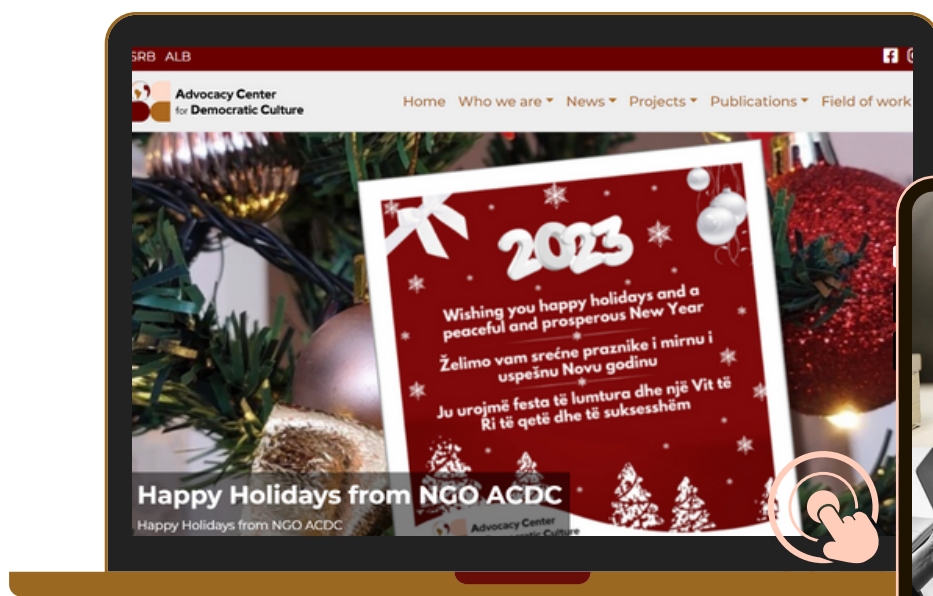 SRB ALB
Advocacy Center
for Democratic Culture
Home Who we are News Projects Publications Field of work
2023
Wishing you happy holidays and a
peaceful and prosperous New Year
Želimo vam srećne praznike i mirnu i
uspešnu Novu godinu
Ju urojmë festa të lumtura dhe një Vit të
Ri të qetë dhe të suksesshëm
Happy Holidays from NGO ACDC
Happy Holidays from NGO ACDC
Advocacy Center
Democratic Culture